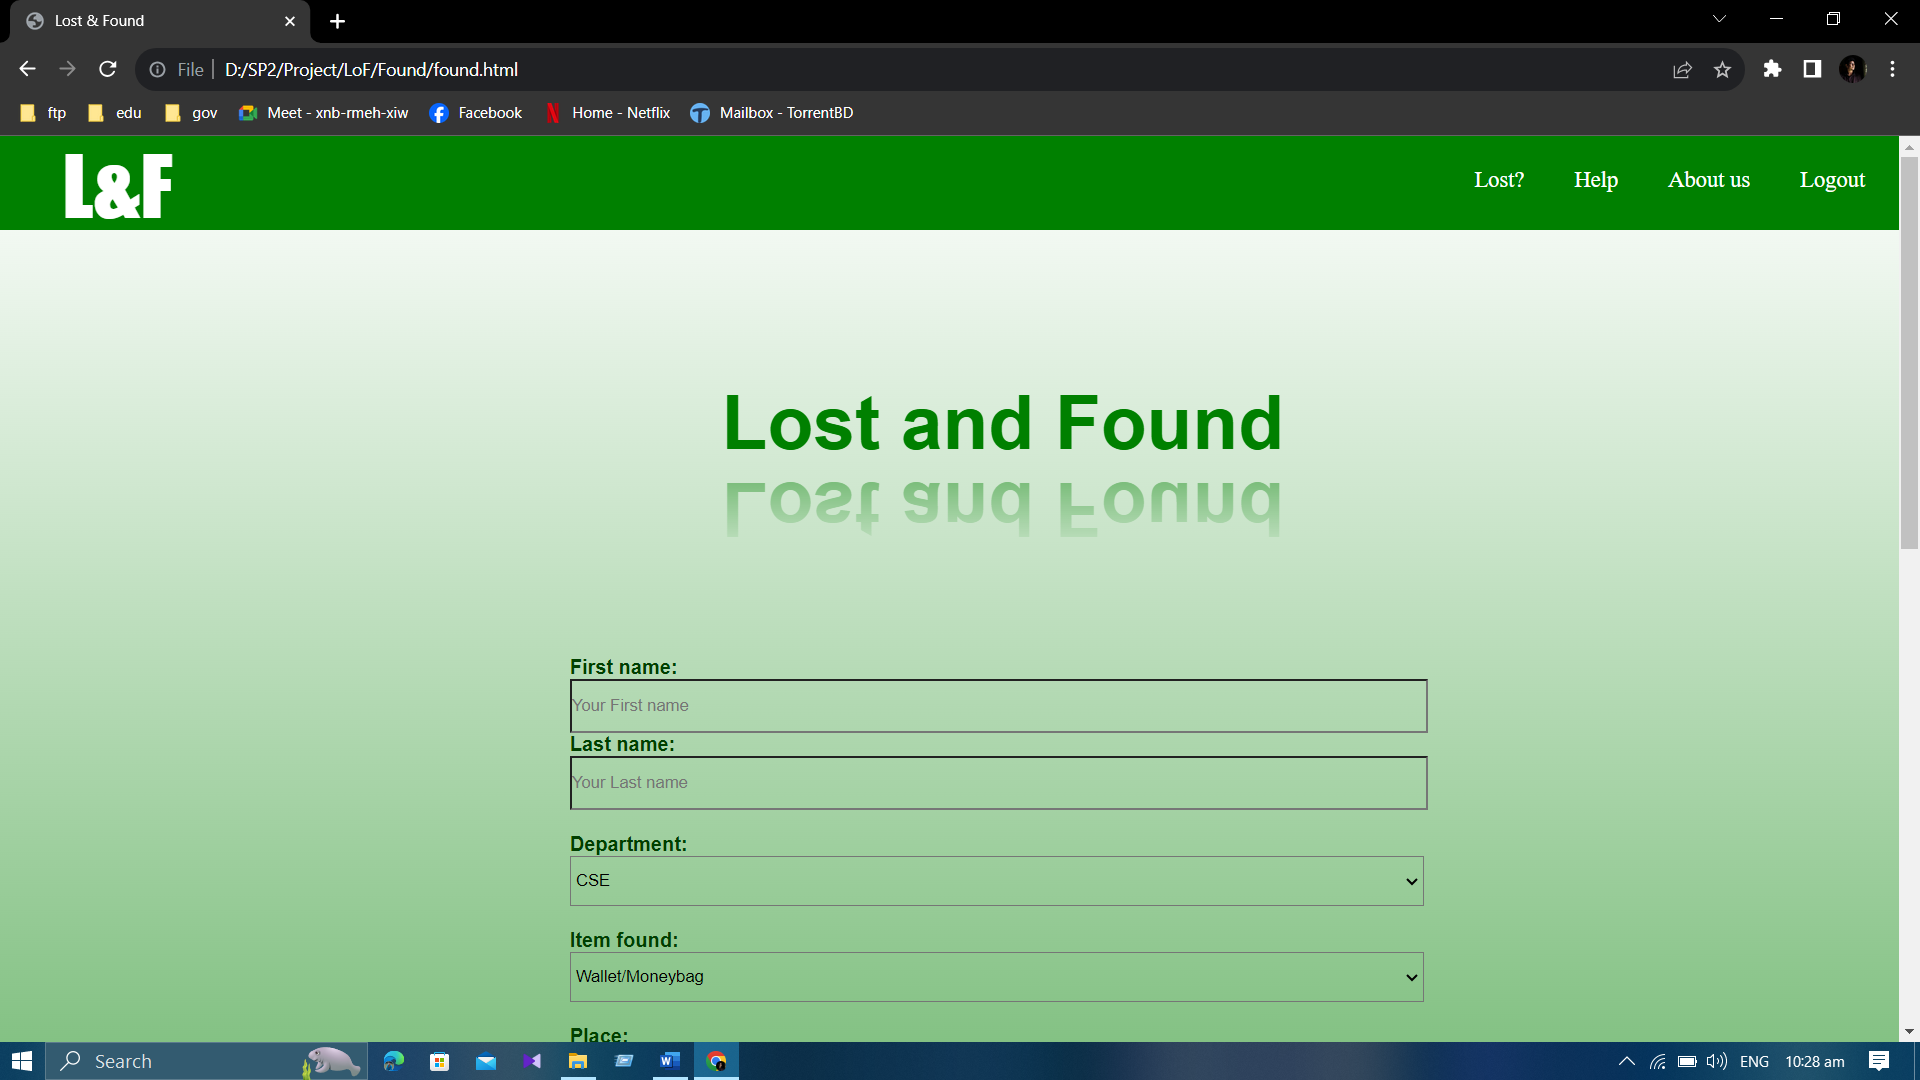 Lost & Found
File | D:/SP2/Project/LoF/Found/found.html
ftp edu gov Meet - xnb-rmeh-xiw Facebook Home - Netflix Mailbox - TorrentBD
L&F Lost? Help About us Logout
Lost and Found
Lost and Found
First name:
Your First name
Last name:
Your Last name
Department:
CSE
Item found:
Wallet/Moneybag
Place:
Search ENG 10:28 am